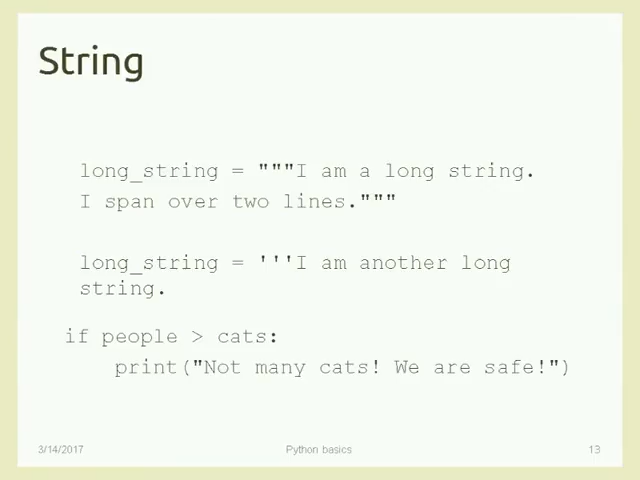 String
long_string = """I am a long string.
I span over two lines."""
long_string = '''I am another long
string.
if people > cats:
    print("Not many cats! We are safe!")
3/14/2017 Python basics 13